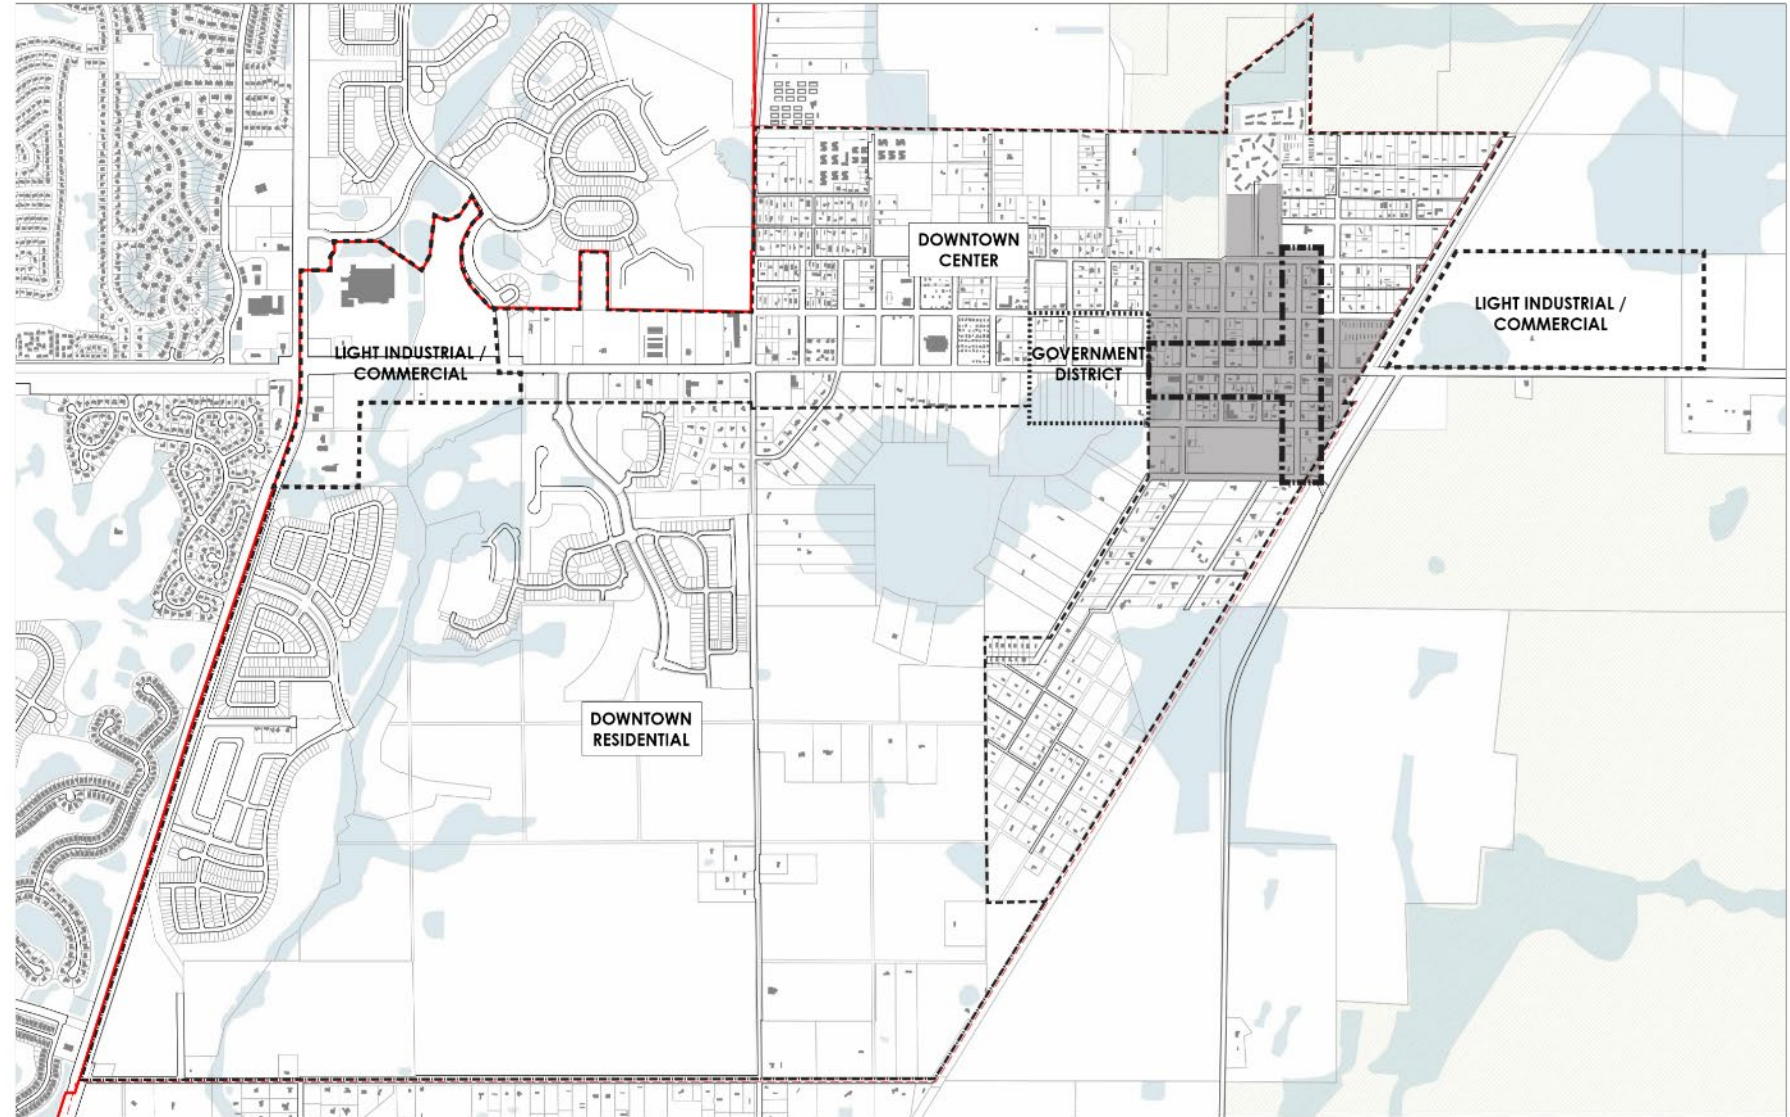 DOWNTOWN
CENTER
LIGHT INDUSTRIAL /
COMMERCIAL
LIGHT INDUSTRIAL /
COMMERCIAL
GOVERNMENT
DISTRICT
DOWNTOWN
RESIDENTIAL